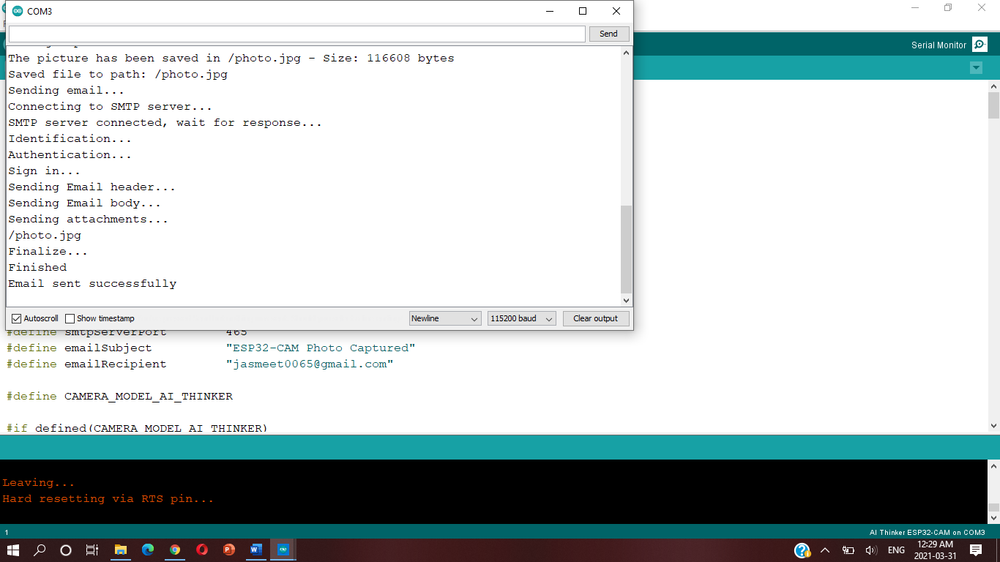 COM3
Send
The picture has been saved in /photo.jpg - Size: 116608 bytes
Saved file to path: /photo.jpg
Sending email...
Connecting to SMTP server...
SMTP server connected, wait for response...
Identification...
Authentication...
Sign in...
Sending Email header...
Sending Email body...
Sending attachments...
/photo.jpg
Finalize...
Finished
Email sent successfully
Autoscroll Show timestamp Newline 115200 baud Clear output
Serial Monitor
#define smtpServerPort 465
#define emailSubject "ESP32-CAM Photo Captured"
#define emailRecipient "jasmeet0065@gmail.com"
#define CAMERA_MODEL_AI_THINKER
#if defined(CAMERA_MODEL_AI_THINKER)
Leaving...
Hard resetting via RTS pin...
1 AI Thinker ESP32-CAM on COM3
ENG
12:29 AM
2021-03-31